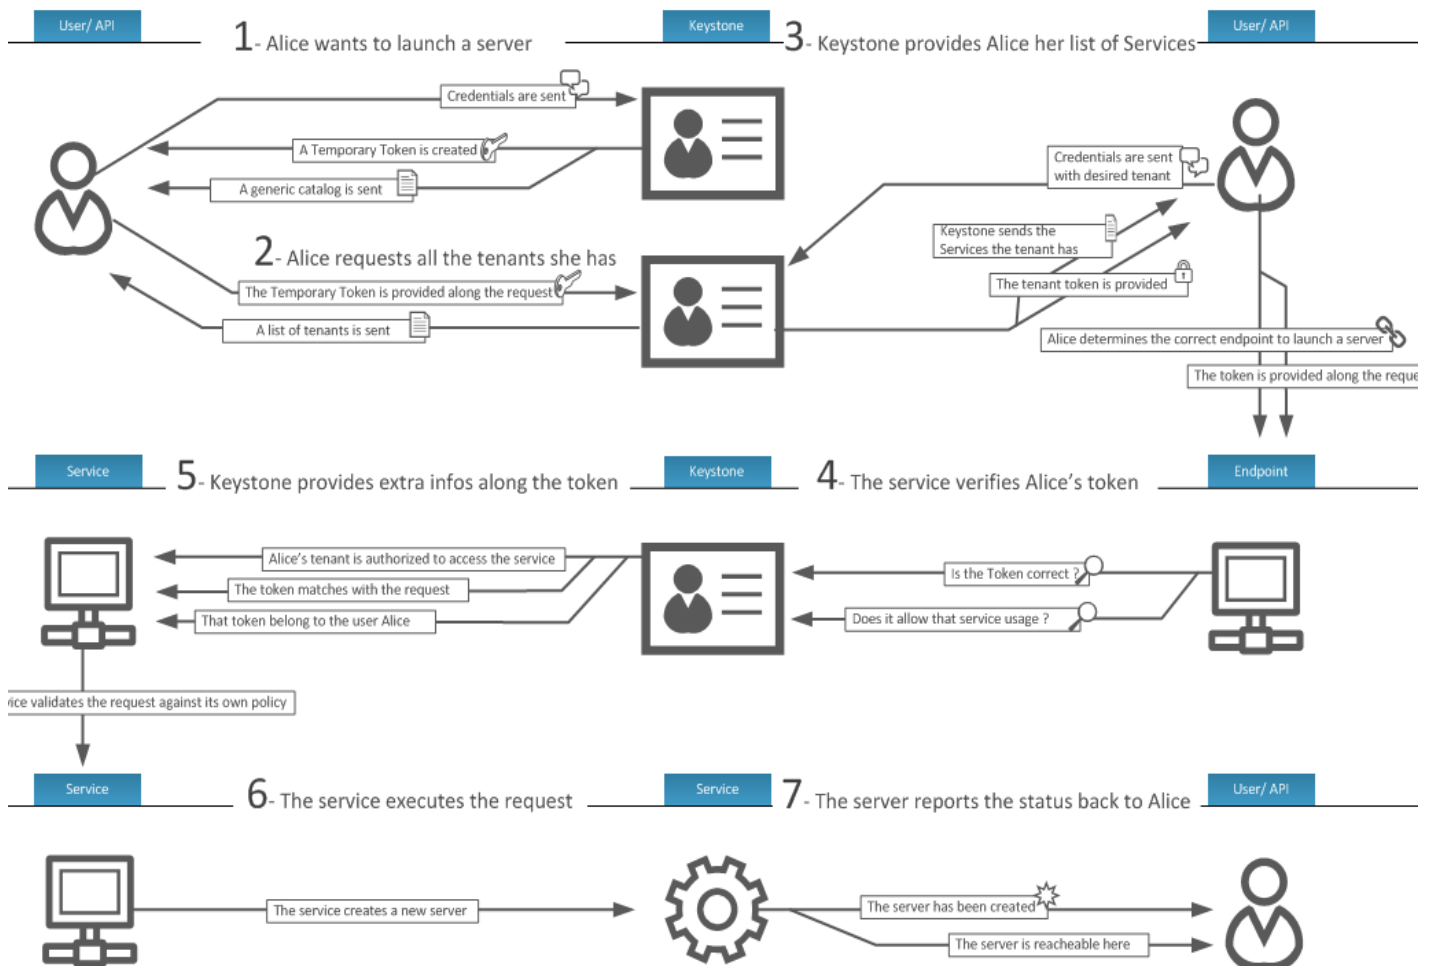 User/ API
1- Alice wants to launch a server
Keystone
3- Keystone provides Alice her list of Services
User/ API
Credentials are sent
A Temporary Token is created
A generic catalog is sent
Credentials are sent
with desired tenant
Keystone sends the
Services the tenant has
2- Alice requests all the tenants she has
The Temporary Token is provided along the request
The tenant token is provided
A list of tenants is sent
Alice determines the correct endpoint to launch a server
The token is provided along the reque
Service
5- Keystone provides extra infos along the token
Keystone
4- The service verifies Alice's token
Endpoint
Alice's tenant is authorized to access the service
The token matches with the request
That token belong to the user Alice
Is the Token correct ?
Does it allow that service usage ?
vice validates the request against its own policy
Service
6- The service executes the request
Service
7- The server reports the status back to Alice
User/ API
The service creates a new server
The server has been created
The server is reacheable here